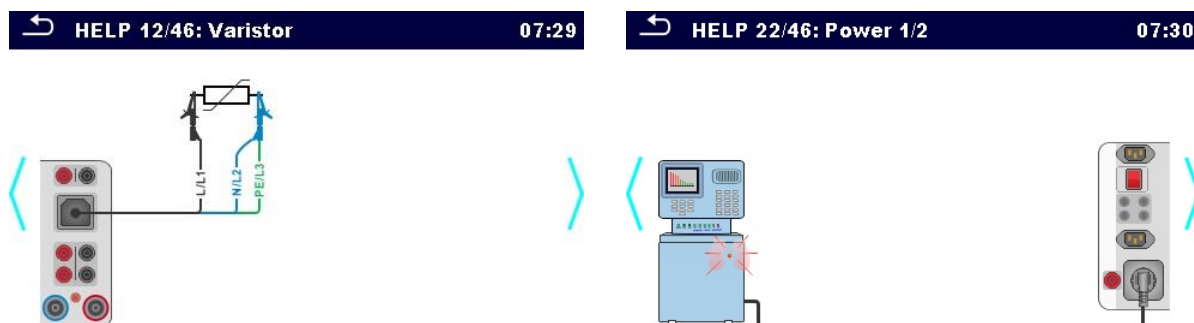 HELP 12/46: Varistor 07:29
L/L1
N/L2
PE/L3
HELP 22/46: Power 1/2 07:30